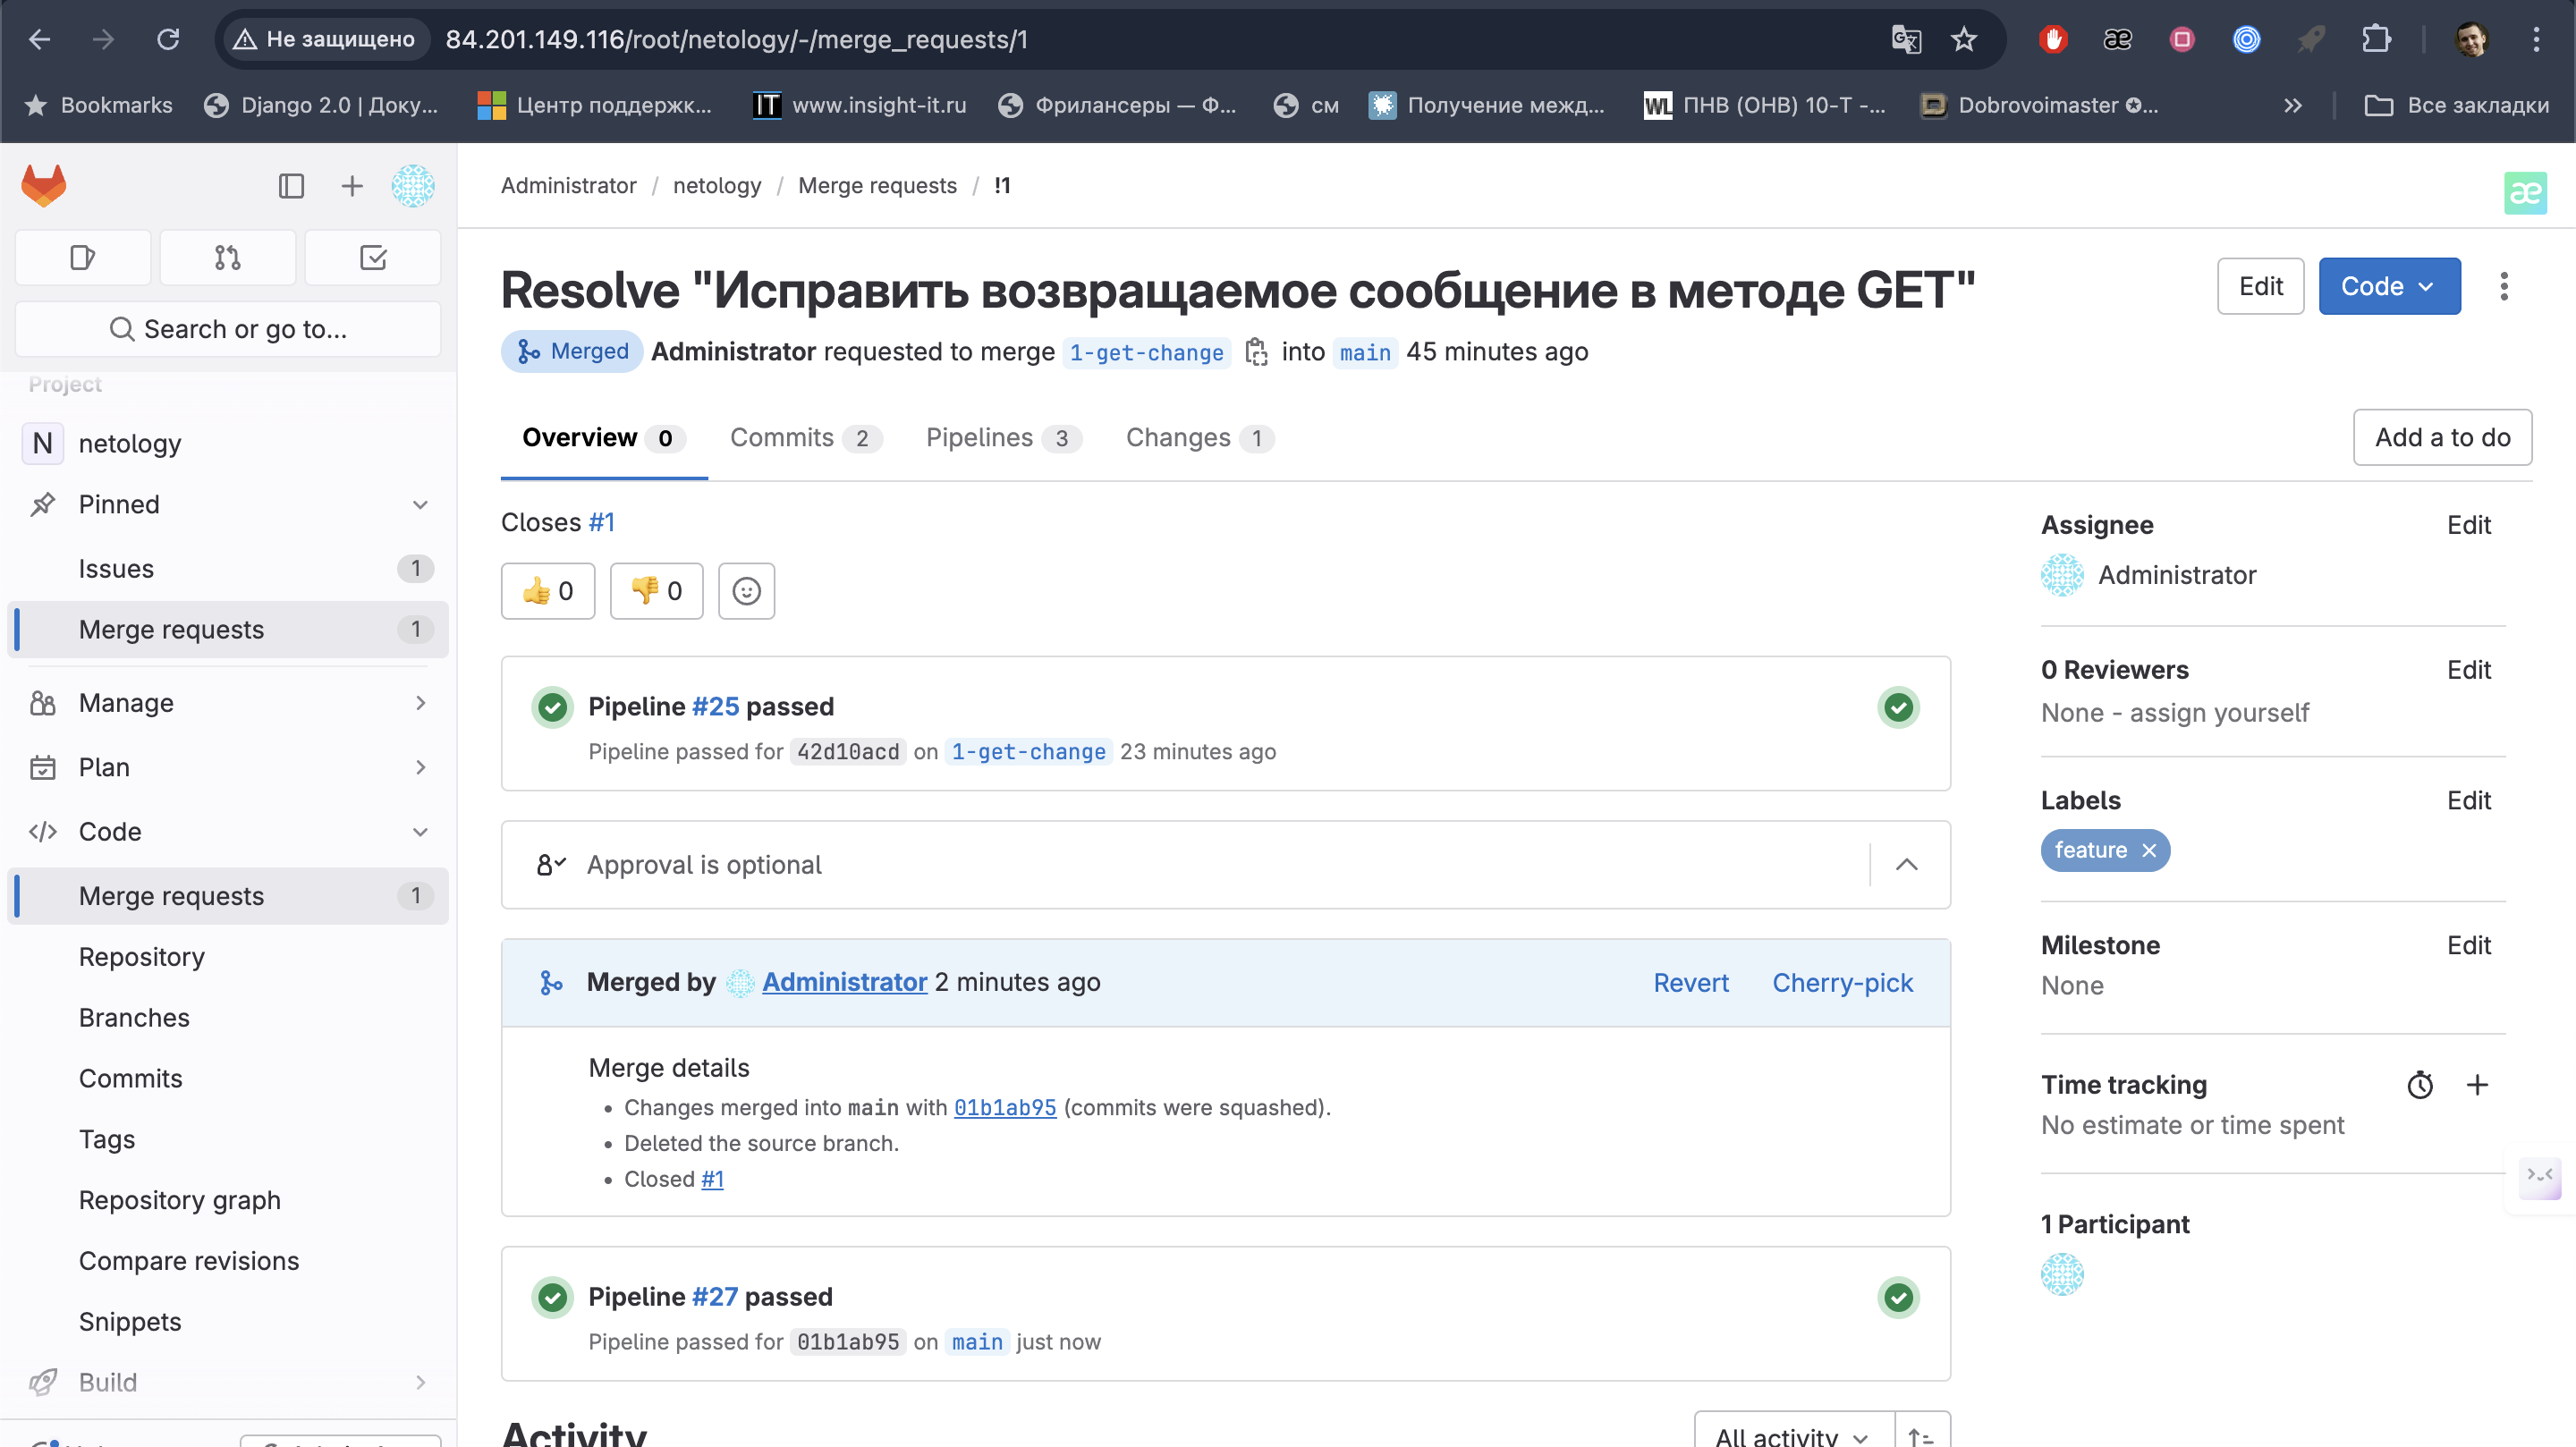 Не защищено 84.201.149.116/root/netology/-/merge_requests/1
Bookmarks Django 2.0 | Доку... Центр поддержк... www.insight-it.ru Фрилансеры — Ф... см Получение межд... ПНВ (ОНВ) 10-Т -... Dobrovoimaster ✪... Все закладки
Administrator / netology / Merge requests / !1
Search or go to...
Project
N netology
Pinned
Issues 1
Merge requests 1
Manage
Plan
Code
Merge requests 1
Repository
Branches
Commits
Tags
Repository graph
Compare revisions
Snippets
Build
Resolve "Исправить возвращаемое сообщение в методе GET"
Edit Code
Merged Administrator requested to merge 1-get-change into main 45 minutes ago
Overview 0 Commits 2 Pipelines 3 Changes 1
Add a to do
Closes #1
👍 0 👎 0
Pipeline #25 passed
Pipeline passed for 42d10acd on 1-get-change 23 minutes ago
Approval is optional
Merged by Administrator 2 minutes ago Revert Cherry-pick
Merge details
• Changes merged into main with 01b1ab95 (commits were squashed).
• Deleted the source branch.
• Closed #1
Pipeline #27 passed
Pipeline passed for 01b1ab95 on main just now
Activity
All activity
Assignee Edit
Administrator
0 Reviewers Edit
None - assign yourself
Labels Edit
feature
Milestone Edit
None
Time tracking
No estimate or time spent
1 Participant